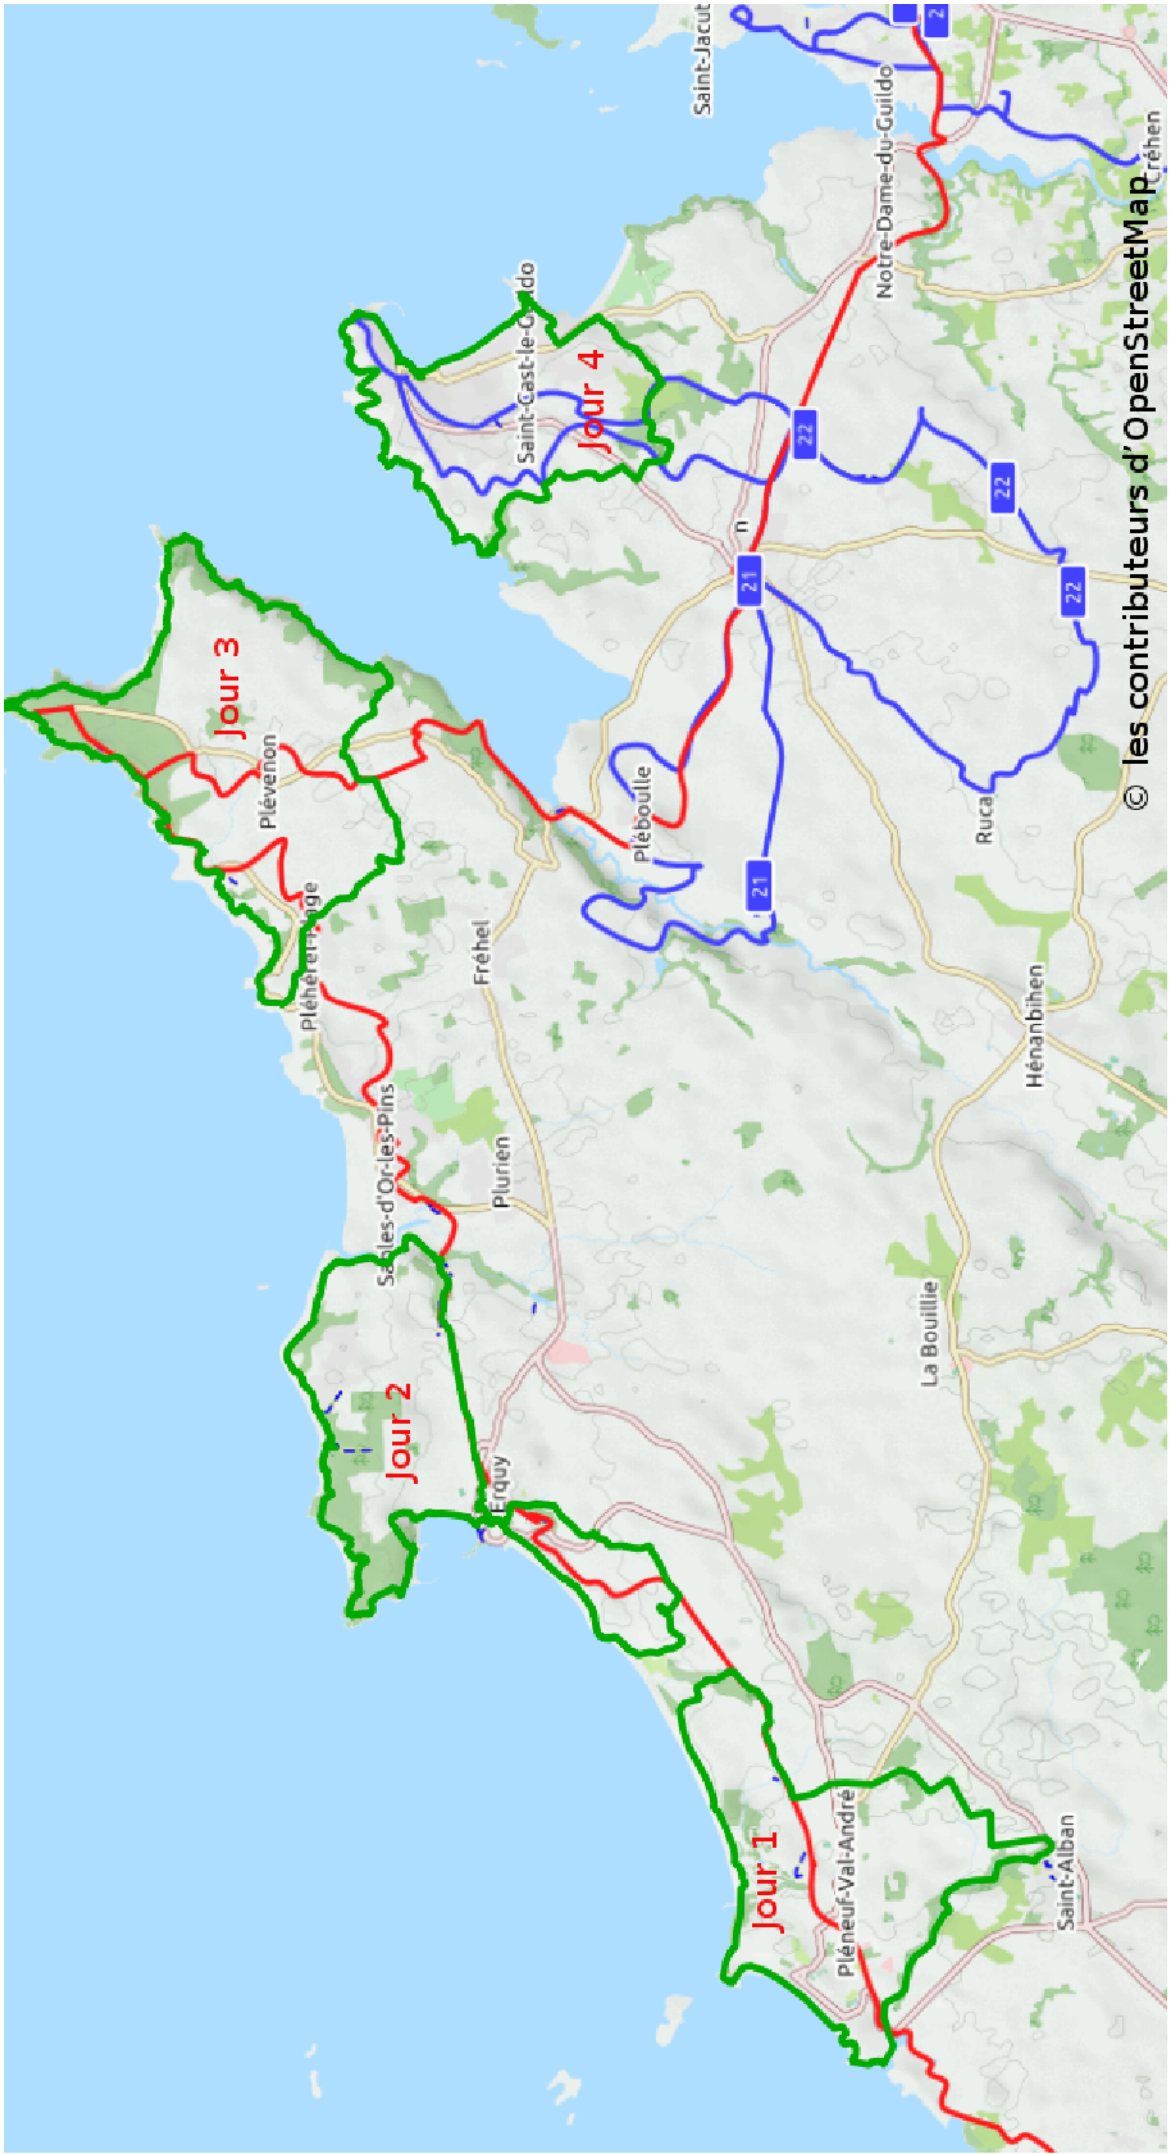 Saint-Jacut
2
Notre-Dame-du-Guildo
Créhen
Saint-Cast-le-Guildo
Jour 4
22
22
22
n
21
21
Jour 3
Plévenon
Pléboulle
Ruca
Pléhérel-Plage
Fréhel
Hénanbihen
Sables-d'Or-les-Pins
Plurien
La Bouillie
Jour 2
Erquy
Jour 1
Pléneuf-Val-André
Saint-Alban
© les contributeurs d’OpenStreetMap